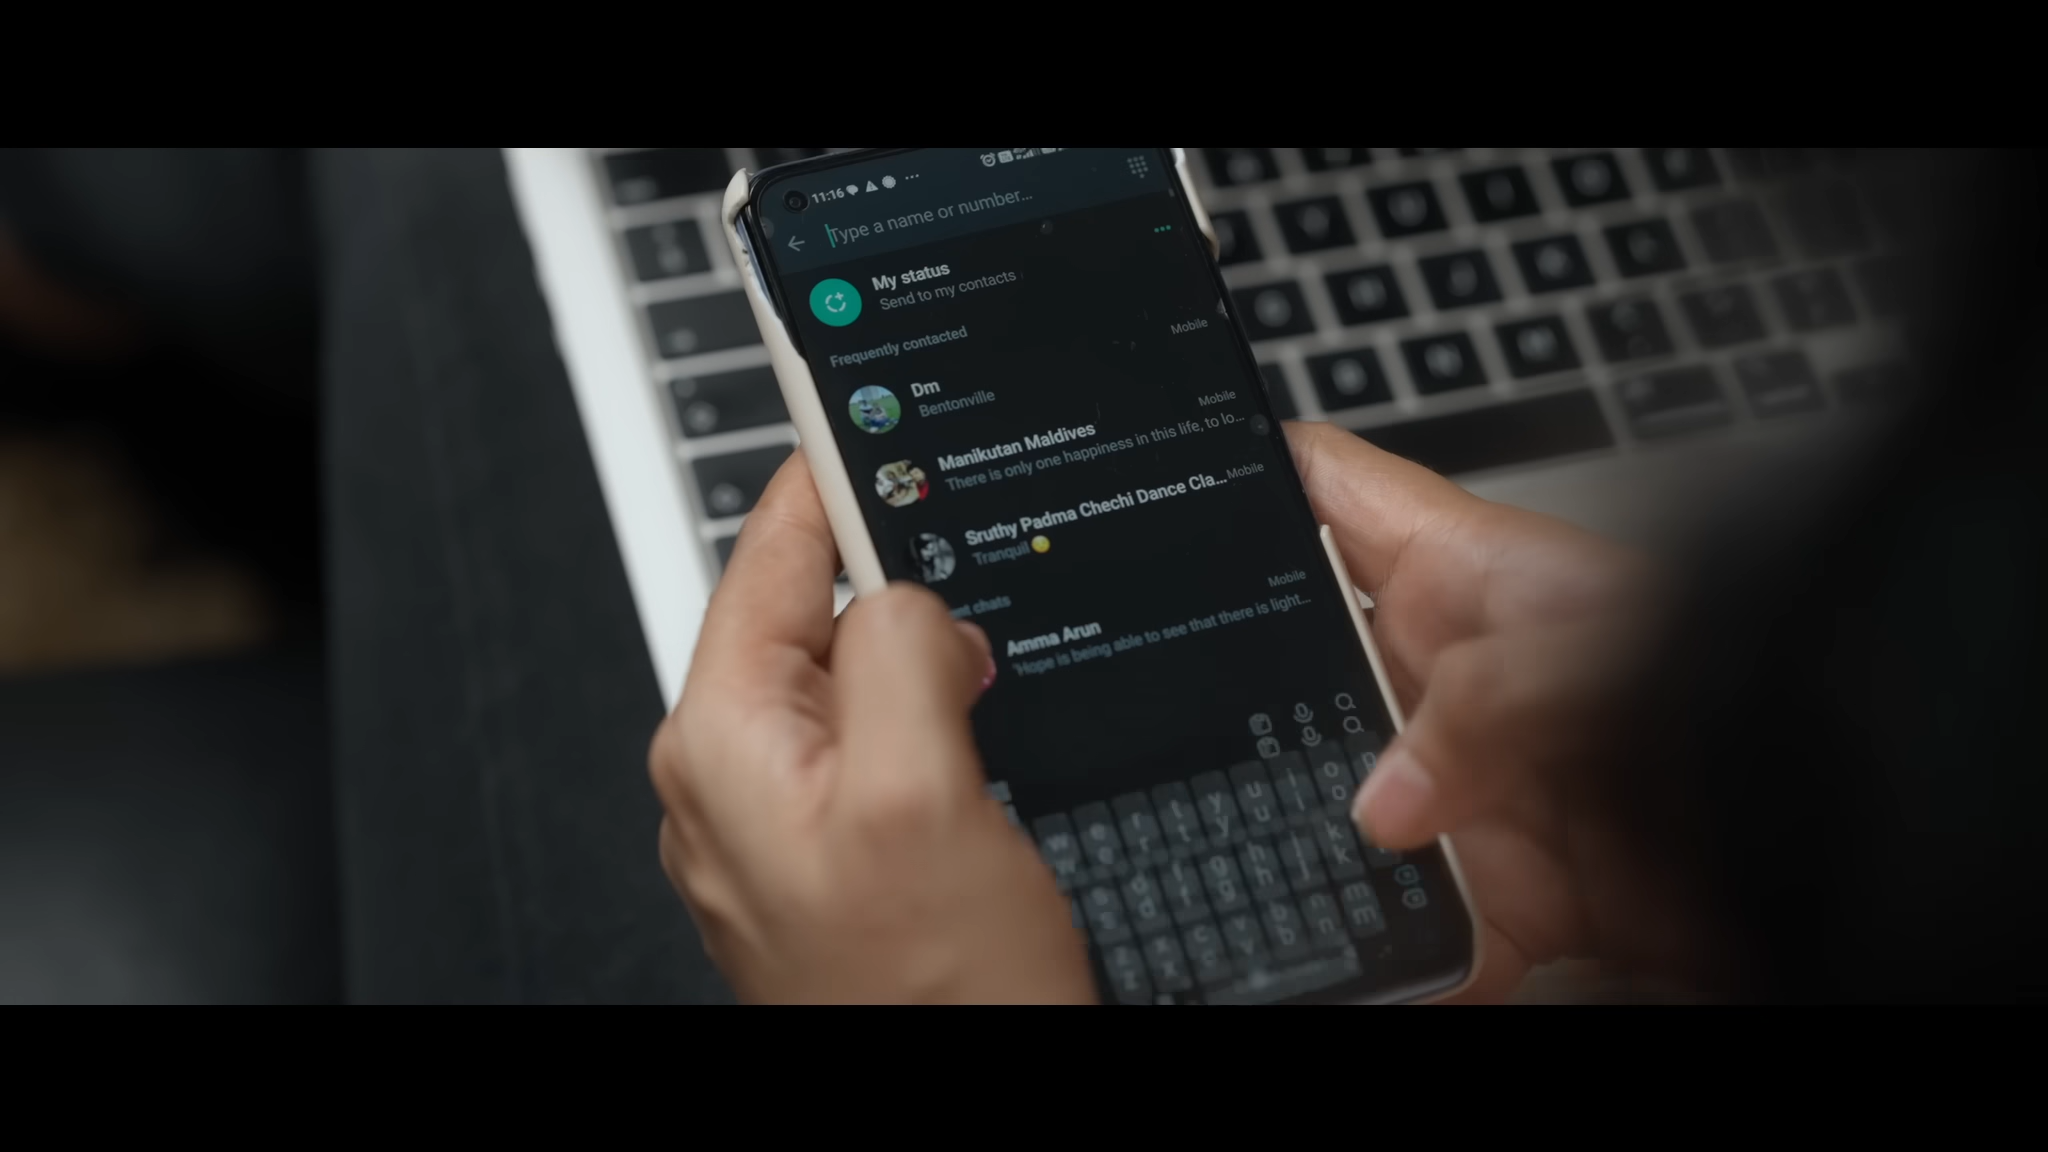 11:16
Type a name or number...
My status
Send to my contacts
Frequently contacted
Mobile
Dm
Bentonville
Mobile
Manikutan Maldives
There is only one happiness in this life, to lo...
Mobile
Sruthy Padma Chechi Dance Cla...
Tranquil 
chats
Mobile
Amma Arun
'Hope is being able to see that there is light...
w e r t y u i o p
s d f g h j k
z x c v b n m